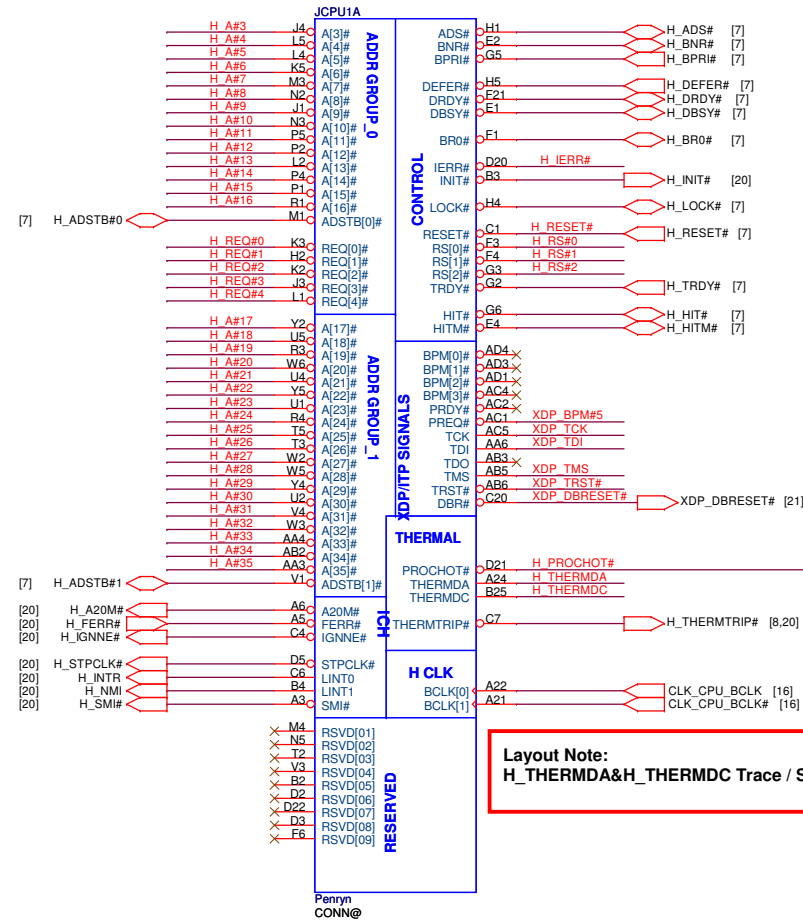 JCPU1A
H_A#3 J4 A[3]# ADS# H1 H_ADS# [7]
H_A#4 L5 A[4]# BNR# E2 H_BNR# [7]
H_A#5 L4 A[5]# BPRI# G5 H_BPRI# [7]
H_A#6 K5 A[6]#
H_A#7 M3 A[7]# DEFER# H5 H_DEFER# [7]
H_A#8 N2 A[8]# DRDY# F21 H_DRDY# [7]
H_A#9 J1 A[9]# DBSY# E1 H_DBSY# [7]
H_A#10 N3 A[10]#
H_A#11 P5 A[11]# BR0# F1 H_BR0# [7]
H_A#12 P2 A[12]#
H_A#13 L2 A[13]# IERR# D20 H_IERR#
H_A#14 P4 A[14]# INIT# B3 H_INIT# [20]
H_A#15 P1 A[15]#
H_A#16 R1 A[16]# LOCK# H4 H_LOCK# [7]
[7] H_ADSTB#0 M1 ADSTB[0]#
ADDR GROUP_0
CONTROL
RESET# C1 H_RESET# H_RESET# [7]
H_REQ#0 K3 REQ[0]# RS[0]# F3 H_RS#0
H_REQ#1 H2 REQ[1]# RS[1]# F4 H_RS#1
H_REQ#2 K2 REQ[2]# RS[2]# G3 H_RS#2
H_REQ#3 J3 REQ[3]# TRDY# G2 H_TRDY# [7]
H_REQ#4 L1 REQ[4]#
HIT# G6 H_HIT# [7]
H_A#17 Y2 A[17]# HITM# E4 H_HITM# [7]
H_A#18 U5 A[18]#
H_A#19 R3 A[19]# BPM[0]# AD4
H_A#20 W6 A[20]# BPM[1]# AD3
H_A#21 U4 A[21]# BPM[2]# AD1
H_A#22 Y5 A[22]# BPM[3]# AC4
H_A#23 U1 A[23]# PRDY# AC2
H_A#24 R4 A[24]# PREQ# AC1 XDP_BPM#5
H_A#25 T5 A[25]# TCK AC5 XDP_TCK
H_A#26 T3 A[26]# TDI AA6 XDP_TDI
H_A#27 W2 A[27]# TDO AB3
H_A#28 W5 A[28]# TMS AB5 XDP_TMS
H_A#29 Y4 A[29]# TRST# AB6 XDP_TRST#
H_A#30 U2 A[30]# DBR# C20 XDP_DBRESET# XDP_DBRESET# [21]
H_A#31 V4 A[31]#
H_A#32 W3 A[32]#
H_A#33 AA4 A[33]#
H_A#34 AB2 A[34]#
H_A#35 AA3 A[35]#
[7] H_ADSTB#1 V1 ADSTB[1]#
ADDR GROUP_1
XDP/ITP SIGNALS
THERMAL
PROCHOT# D21 H_PROCHOT#
THERMDA A24 H_THERMDA
THERMDC B25 H_THERMDC
[20] H_A20M# A6 A20M#
[20] H_FERR# A5 FERR# THERMTRIP# C7 H_THERMTRIP# [8,20]
[20] H_IGNNE# C4 IGNNE#
ICH
[20] H_STPCLK# D5 STPCLK#
[20] H_INTR C6 LINT0
[20] H_NMI B4 LINT1
[20] H_SMI# A3 SMI#
H CLK
BCLK[0] A22 CLK_CPU_BCLK [16]
BCLK[1] A21 CLK_CPU_BCLK# [16]
M4 RSVD[01]
N5 RSVD[02]
T2 RSVD[03]
V3 RSVD[04]
B2 RSVD[05]
D2 RSVD[06]
D22 RSVD[07]
D3 RSVD[08]
F6 RSVD[09]
RESERVED
Layout Note:
H_THERMDA&H_THERMDC Trace / S
Penryn
CONN@